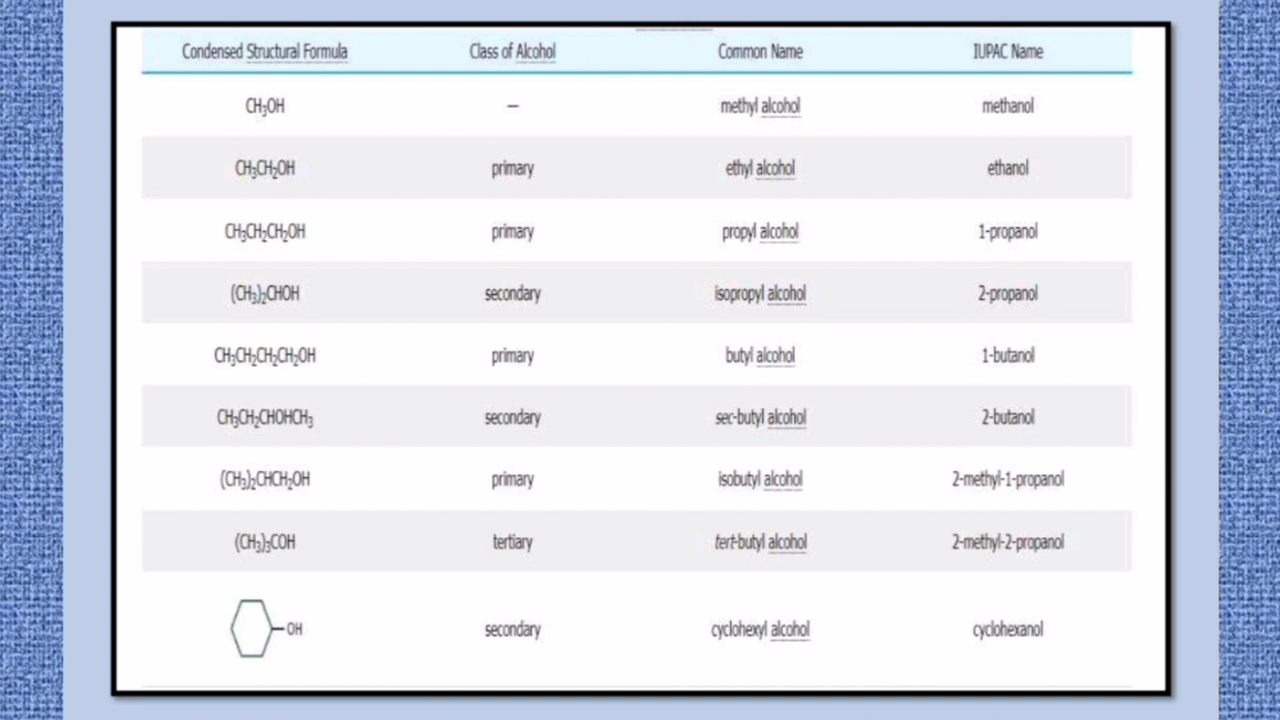 Condensed Structural Formula Class of Alcohol Common Name IUPAC Name
CH₃OH — methyl alcohol methanol
CH₃CH₂OH primary ethyl alcohol ethanol
CH₃CH₂CH₂OH primary propyl alcohol 1-propanol
(CH₃)₂CHOH secondary isopropyl alcohol 2-propanol
CH₃CH₂CH₂CH₂OH primary butyl alcohol 1-butanol
CH₃CH₂CHOHCH₃ secondary sec-butyl alcohol 2-butanol
(CH₃)₂CHCH₂OH primary isobutyl alcohol 2-methyl-1-propanol
(CH₃)₃COH tertiary tert-butyl alcohol 2-methyl-2-propanol
OH secondary cyclohexyl alcohol cyclohexanol